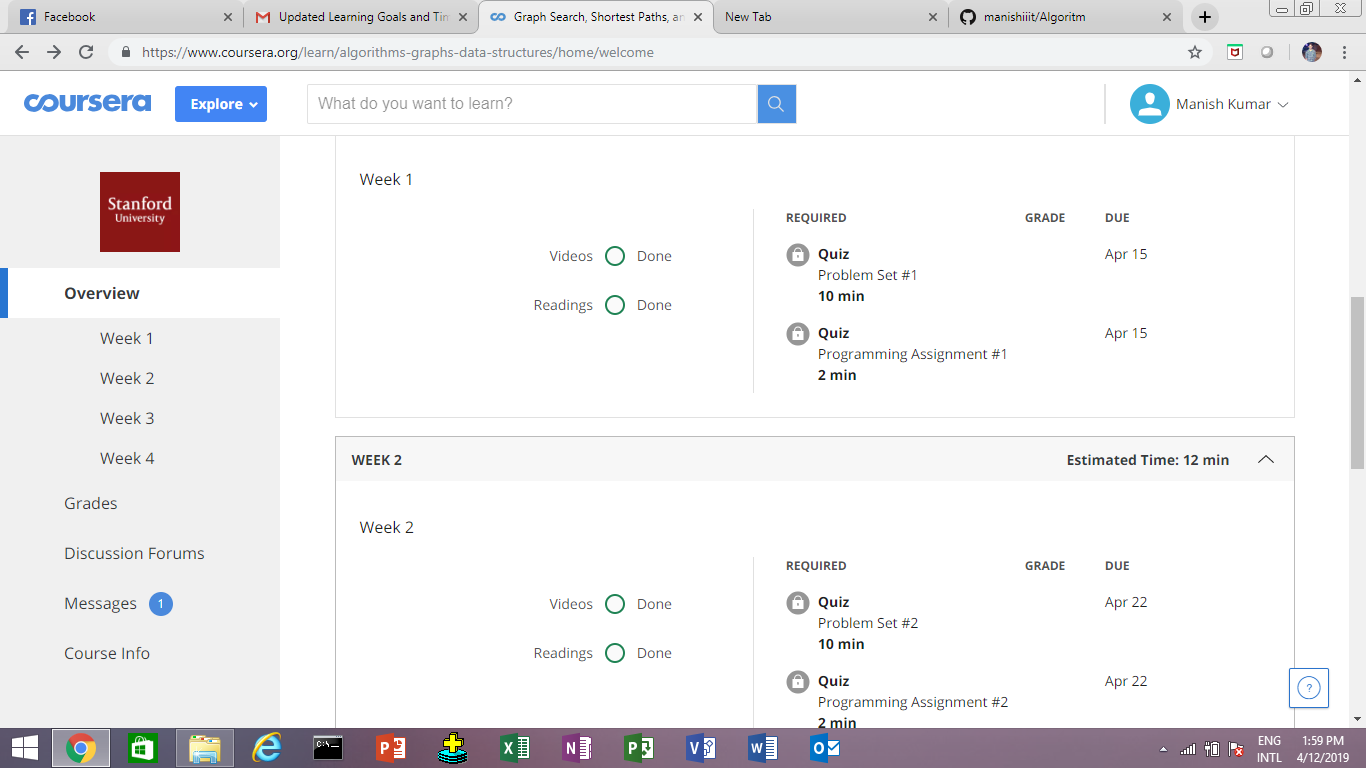 Facebook
Updated Learning Goals and Tim
Graph Search, Shortest Paths, an
New Tab
manishiiit/Algoritm
https://www.coursera.org/learn/algorithms-graphs-data-structures/home/welcome
coursera
Explore
What do you want to learn?
Manish Kumar
Stanford
University
Overview
Week 1
Week 2
Week 3
Week 4
Grades
Discussion Forums
Messages 1
Course Info
Week 1
Videos Done
Readings Done
REQUIRED GRADE DUE
Quiz Apr 15
Problem Set #1
10 min
Quiz Apr 15
Programming Assignment #1
2 min
WEEK 2 Estimated Time: 12 min
Week 2
Videos Done
Readings Done
REQUIRED GRADE DUE
Quiz Apr 22
Problem Set #2
10 min
Quiz Apr 22
Programming Assignment #2
2 min
?
ENG 1:59 PM
INTL 4/12/2019